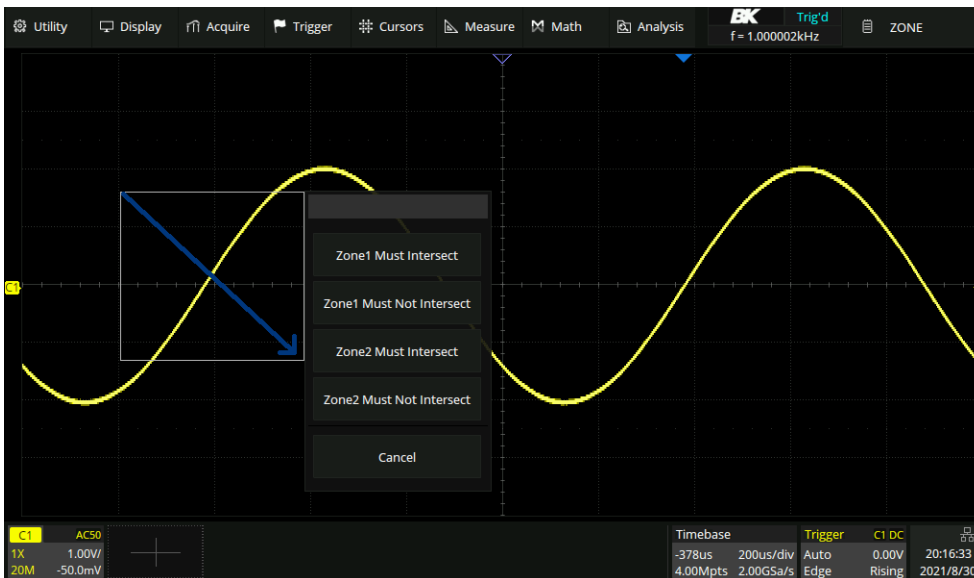 Utility Display Acquire Trigger Cursors Measure Math Analysis BK Trig'd ZONE
f = 1.000002kHz
Zone1 Must Intersect
Zone1 Must Not Intersect
C1
Zone2 Must Intersect
Zone2 Must Not Intersect
Cancel
C1 AC50 Timebase Trigger C1 DC
1X 1.00V/ -378us 200us/div Auto 0.00V 20:16:33
20M -50.0mV 4.00Mpts 2.00GSa/s Edge Rising 2021/8/30